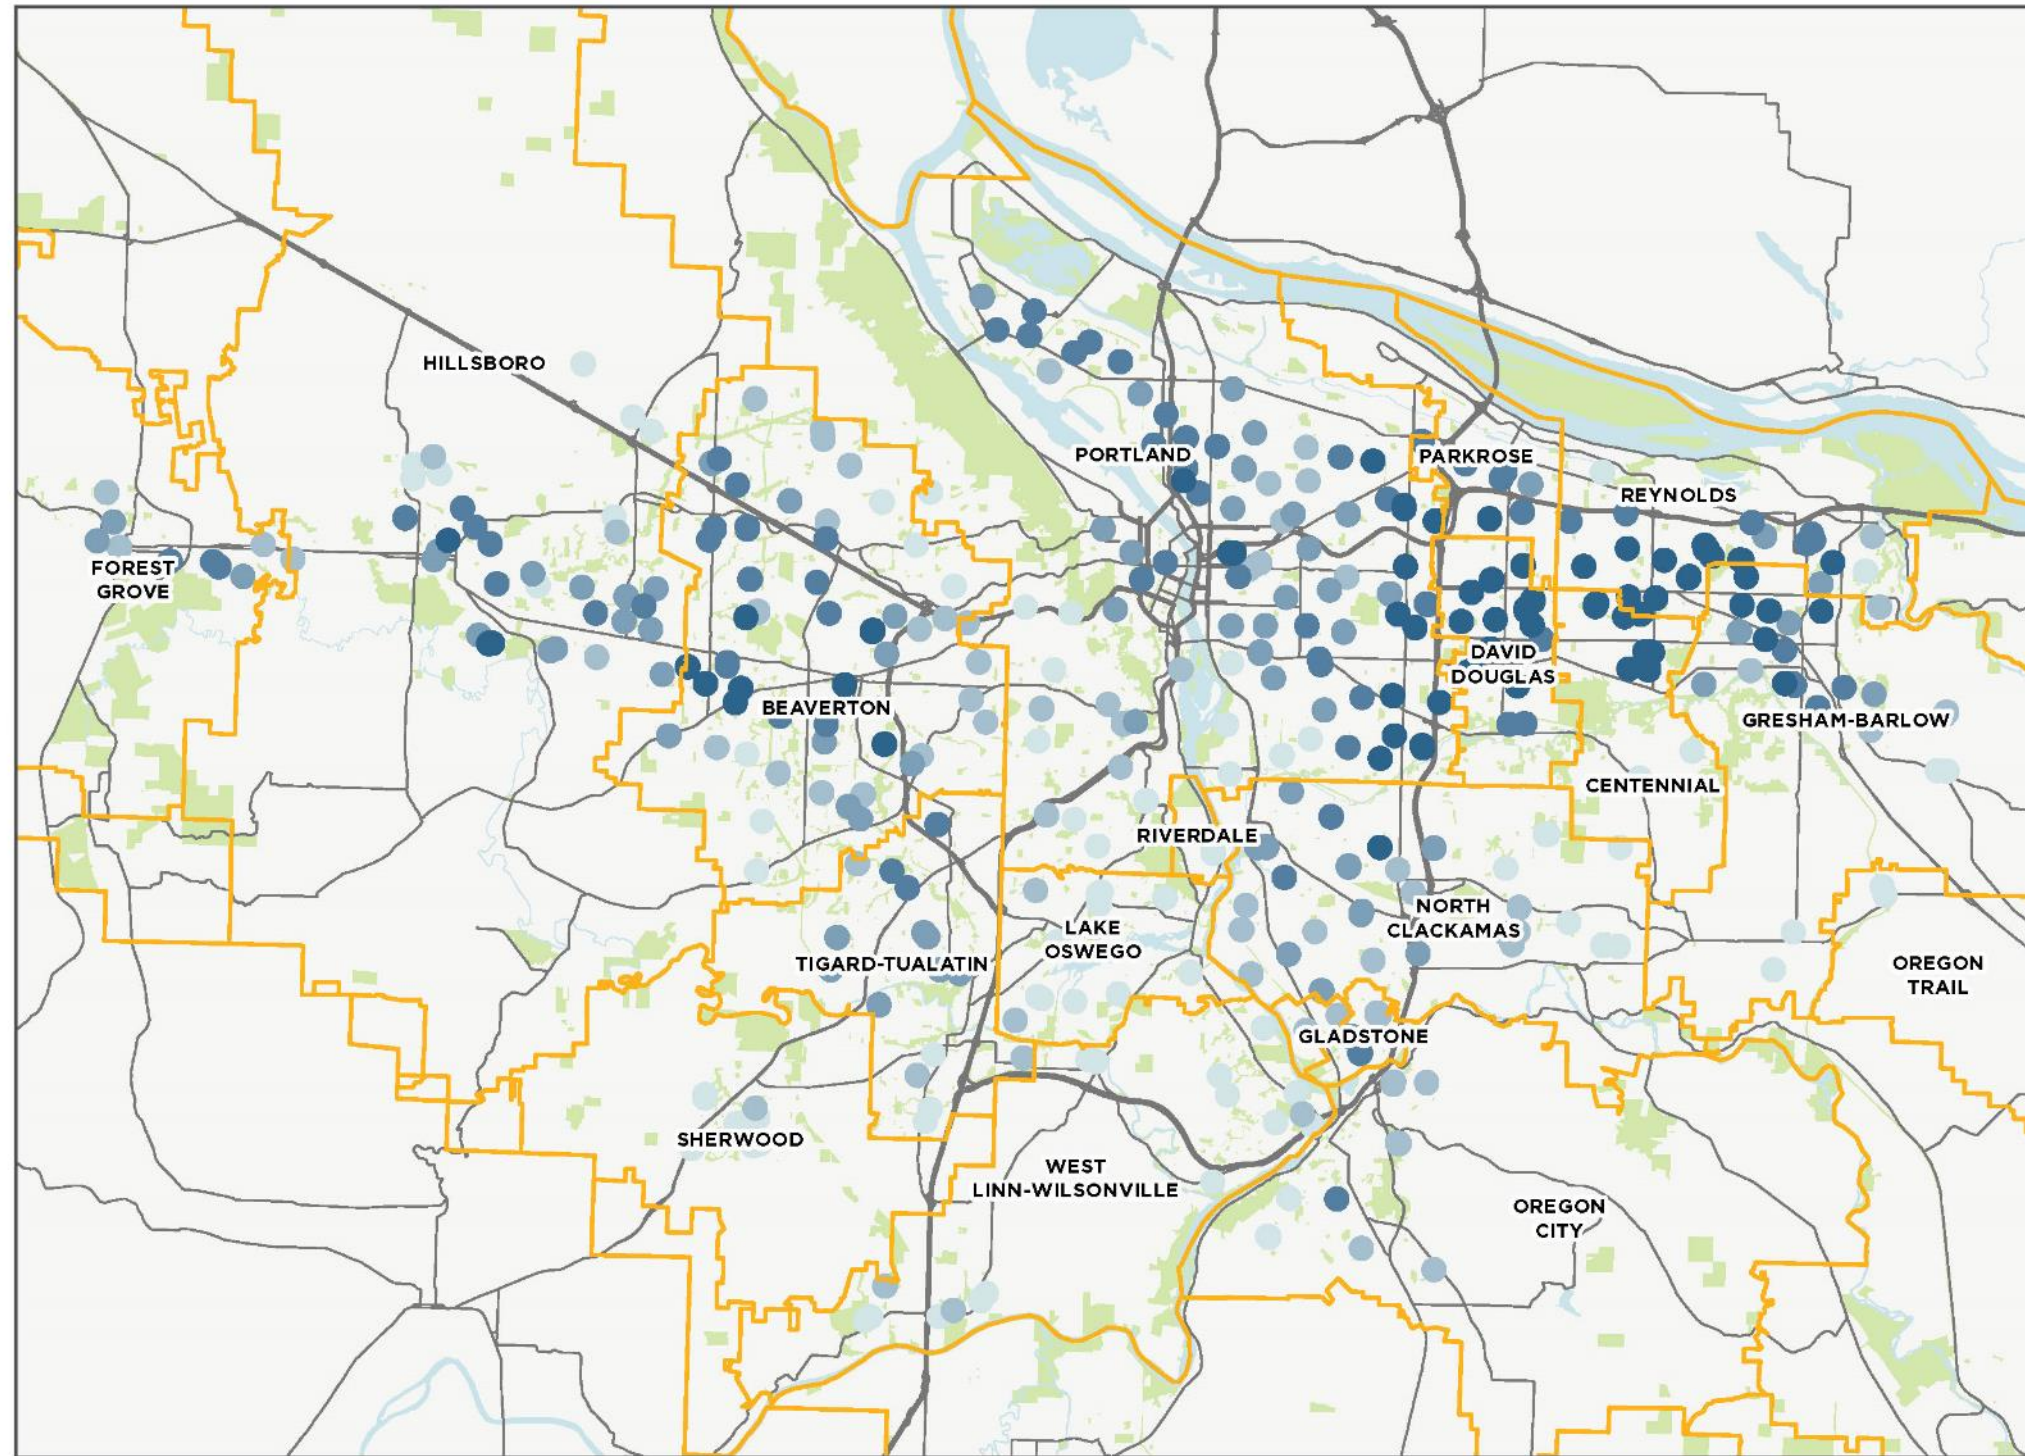 HILLSBORO
PORTLAND
PARKROSE
REYNOLDS
FOREST
GROVE
DAVID
DOUGLAS
BEAVERTON
GRESHAM-BARLOW
CENTENNIAL
RIVERDALE
NORTH
CLACKAMAS
LAKE
OSWEGO
TIGARD-TUALATIN
OREGON
TRAIL
GLADSTONE
SHERWOOD
WEST
LINN-WILSONVILLE
OREGON
CITY